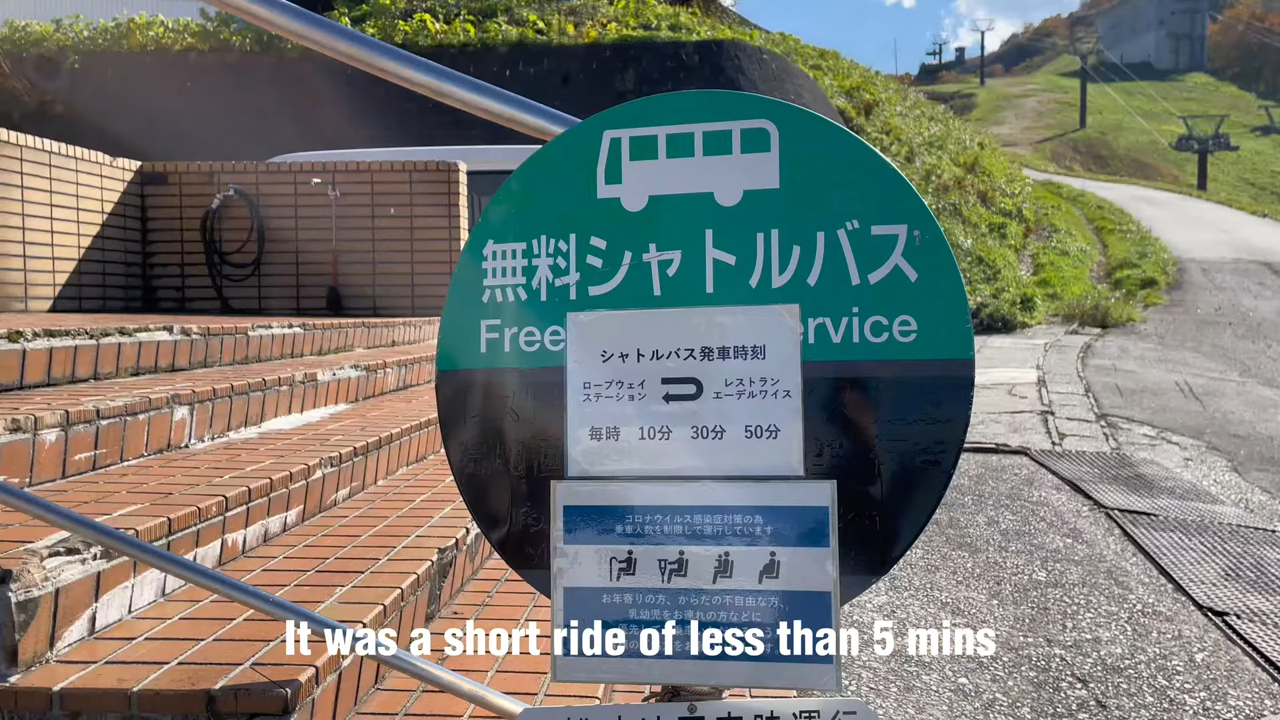 無料シャトルバス
Free ervice
シャトルバス発車時刻
ロープウェイ
ステーション
レストラン
エーデルワイス
毎時 10分 30分 50分
コロナウイルス感染症対策の為
乗車人数を制限して運行しています
お年寄りの方、からだの不自由な方、
乳幼児をお連れの方などに
It was a short ride of less than 5 mins